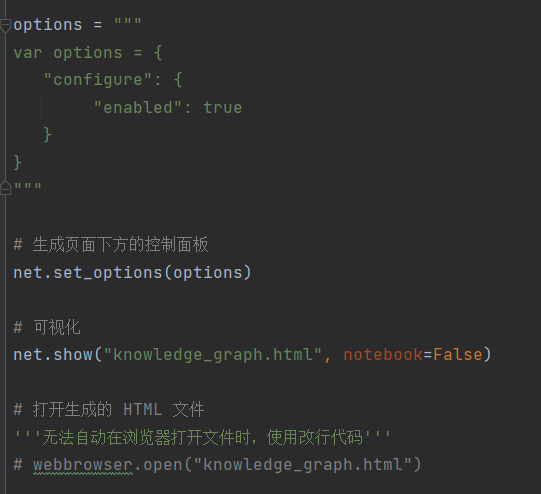 options = """
var options = {
   "configure": {
        "enabled": true
   }
}
"""
# 生成页面下方的控制面板
net.set_options(options)
# 可视化
net.show("knowledge_graph.html", notebook=False)
# 打开生成的 HTML 文件
'''无法自动在浏览器打开文件时，使用改行代码'''
# webbrowser.open("knowledge_graph.html")